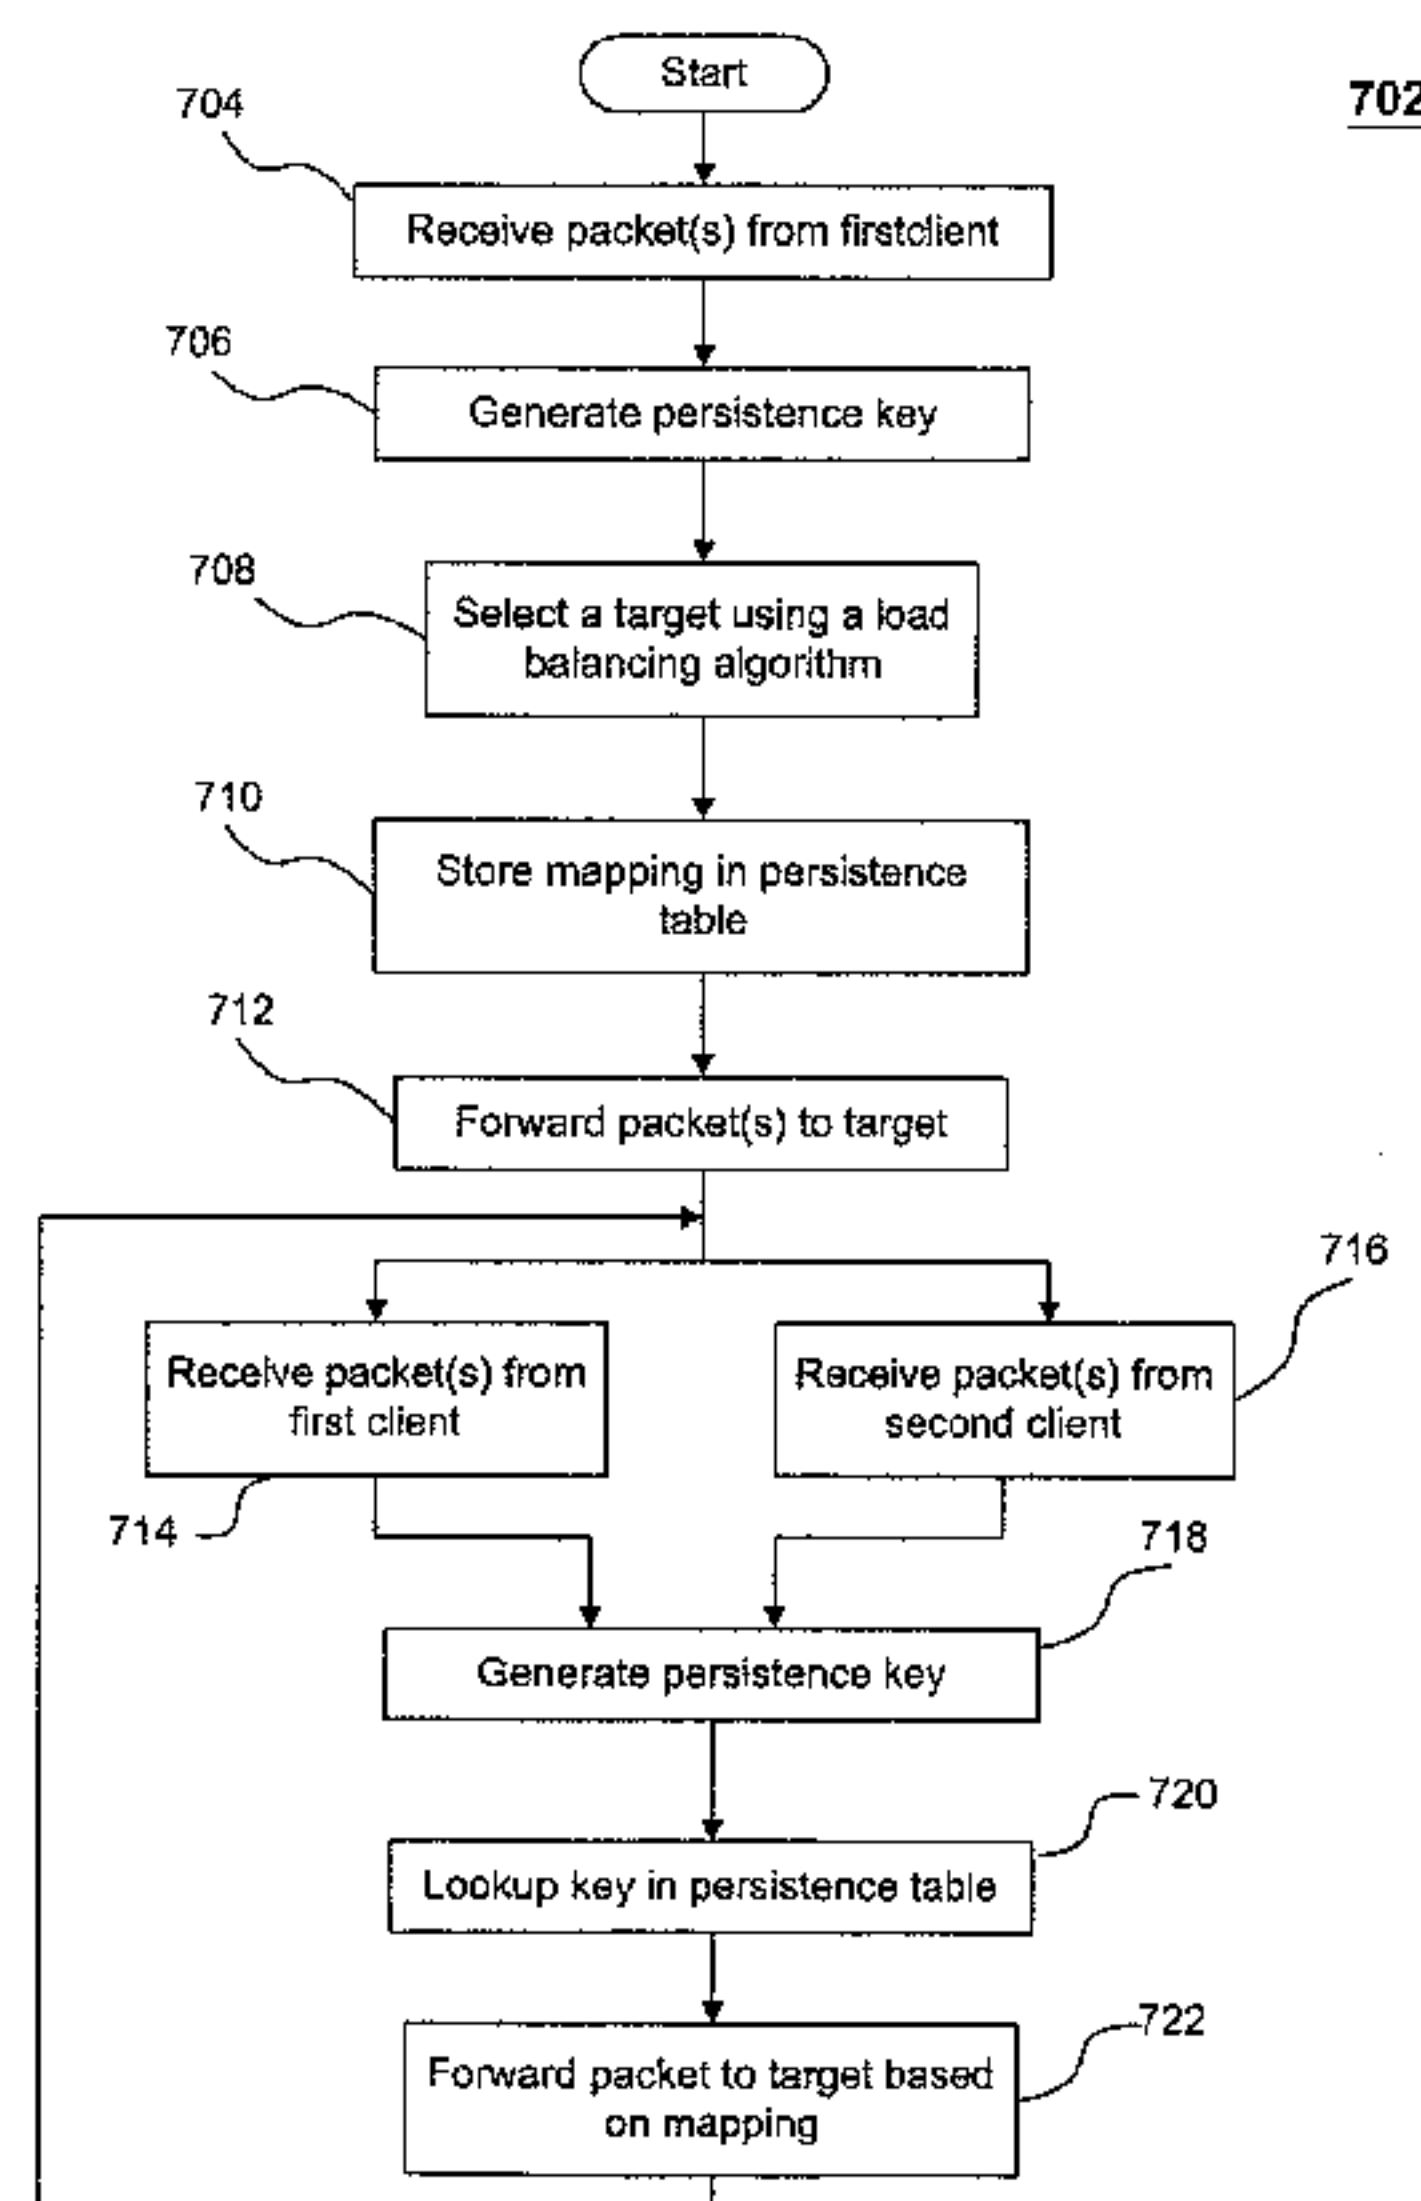 Start
702
704
Receive packet(s) from firstclient
706
Generate persistence key
708
Select a target using a load
balancing algorithm
710
Store mapping in persistence
table
712
Forward packet(s) to target
716
Receive packet(s) from
first client
Receive packet(s) from
second client
714
718
Generate persistence key
720
Lookup key in persistence table
722
Forward packet to target based
on mapping